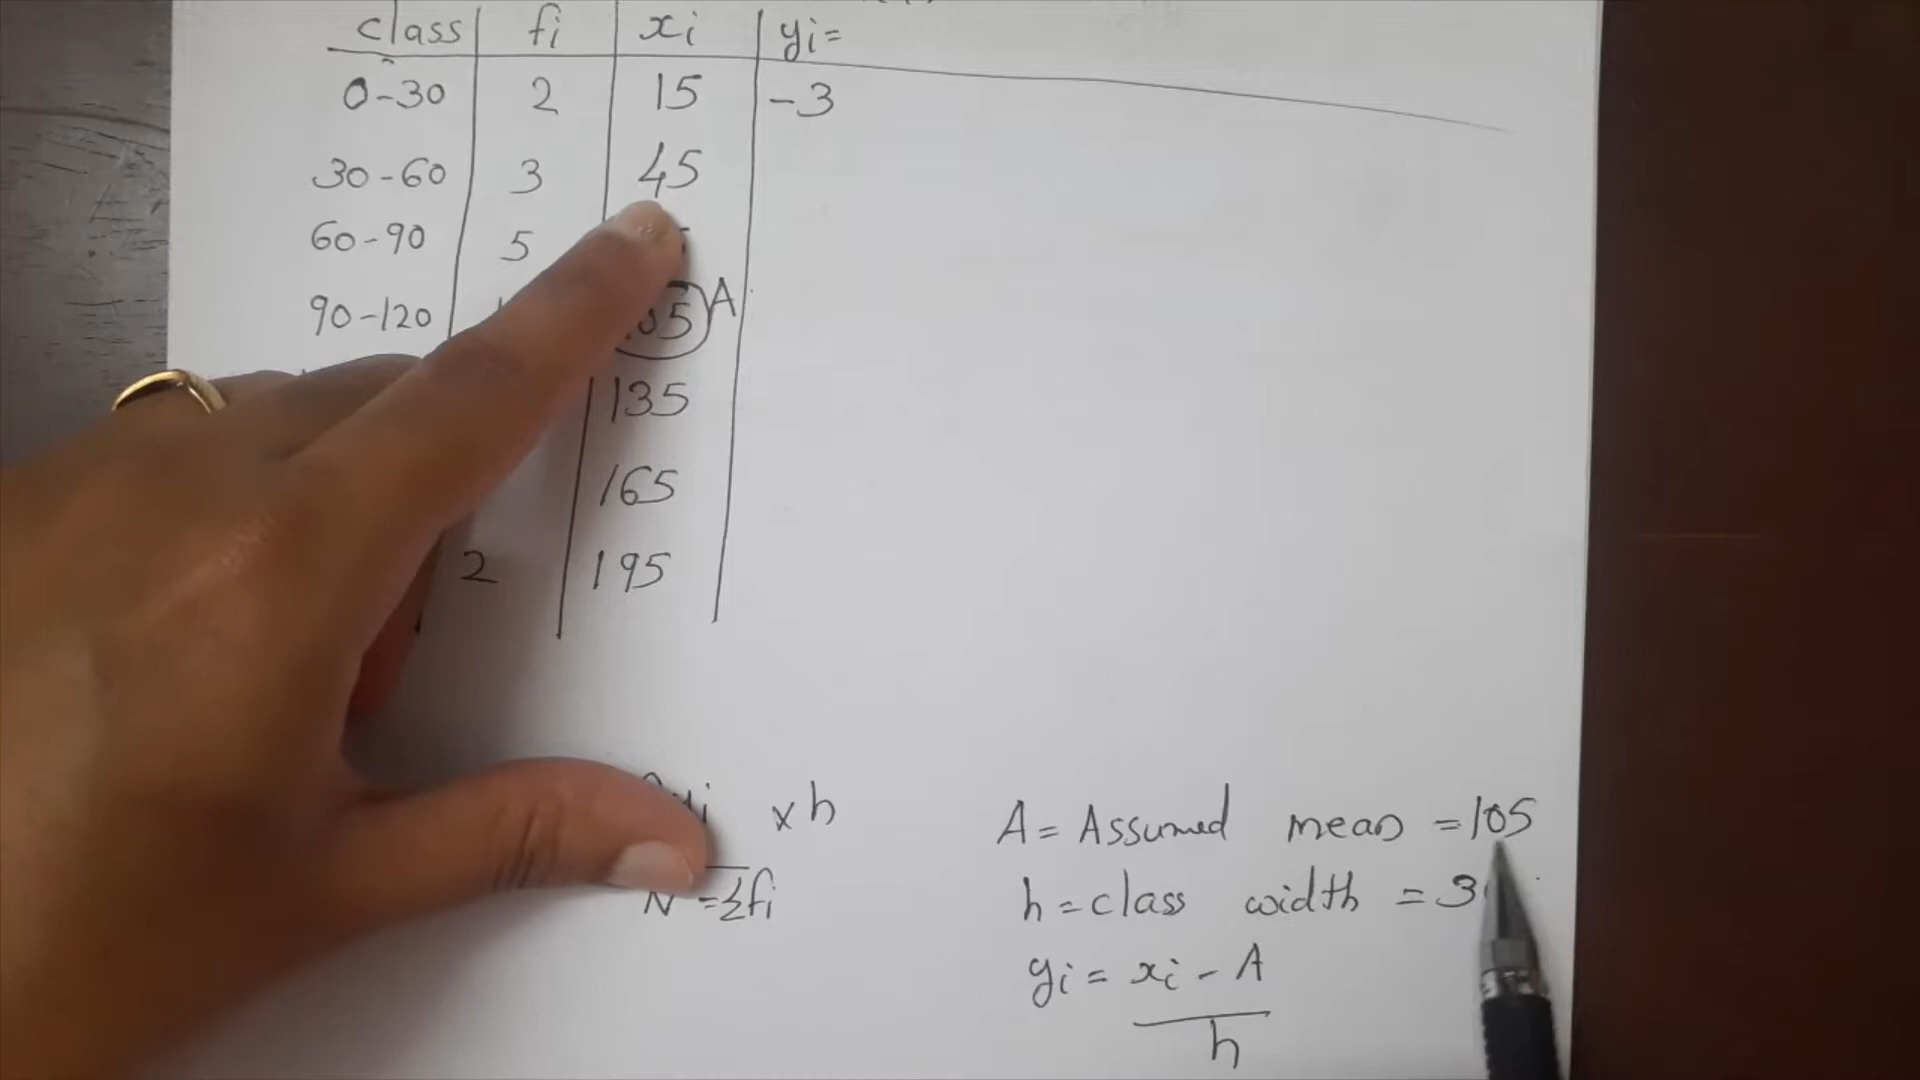 class fi xi yi=
0-30 2 15 -3
30-60 3 45
60-90 5
90-120 A
135
165
2 195
x h
N = Σfi
A = Assumed mean = 105
h = class width = 3
yi = xi - A
h